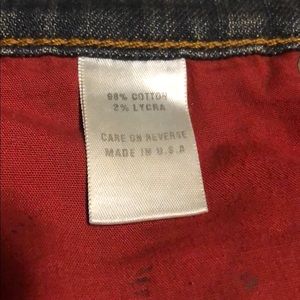 98% COTTON
2% LYCRA
CARE ON REVERSE
MADE IN U.S.A